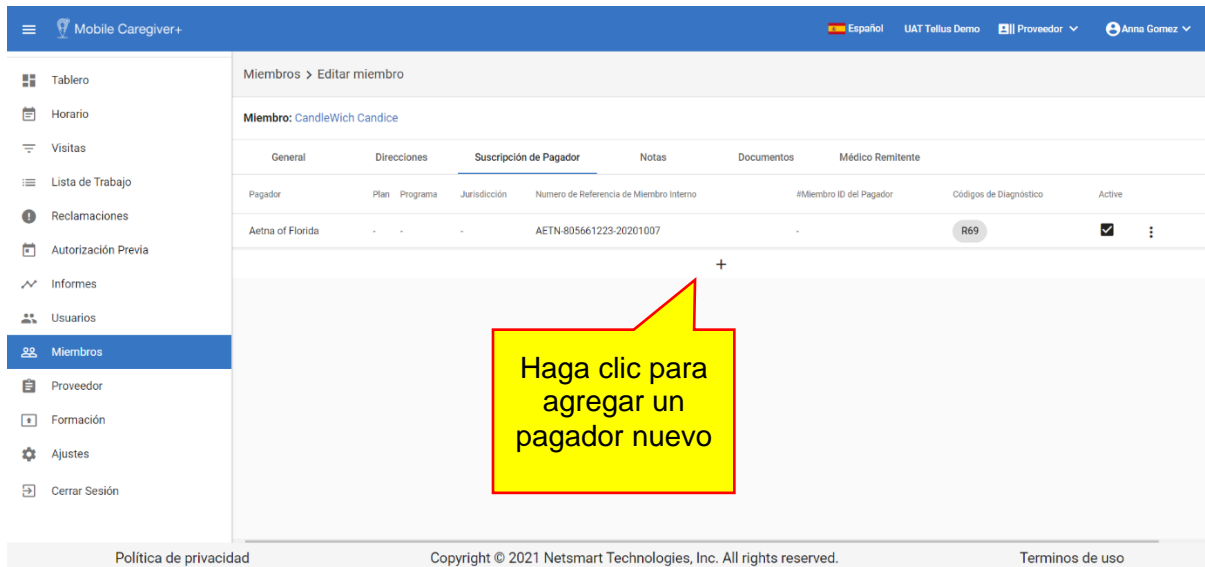 Mobile Caregiver+
Español
UAT Tellus Demo
Proveedor
Anna Gomez
Tablero
Horario
Visitas
Lista de Trabajo
Reclamaciones
Autorización Previa
Informes
Usuarios
Miembros
Proveedor
Formación
Ajustes
Cerrar Sesión
Miembros > Editar miembro
Miembro: CandleWich Candice
General Direcciones Suscripción de Pagador Notas Documentos Médico Remitente
Pagador Plan Programa Jurisdicción Numero de Referencia de Miembro Interno #Miembro ID del Pagador Códigos de Diagnóstico Active
Aetna of Florida - - - AETN-805661223-20201007 - R69
+
Haga clic para
agregar un
pagador nuevo
Política de privacidad Copyright © 2021 Netsmart Technologies, Inc. All rights reserved. Terminos de uso